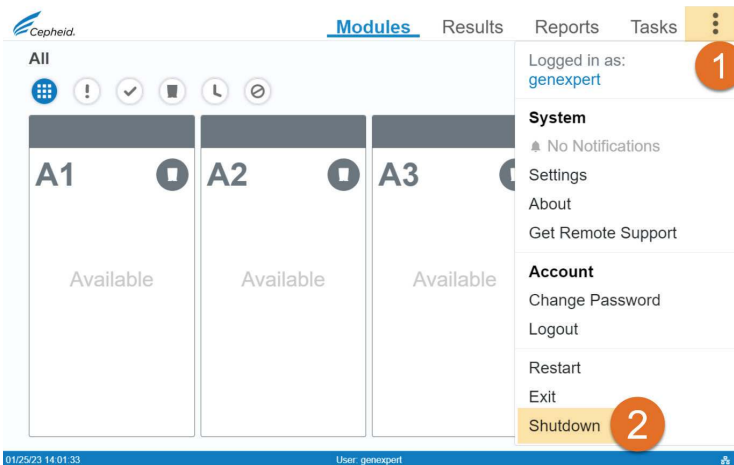 Cepheid.
Modules Results Reports Tasks
1
All
Logged in as:
genexpert
System
No Notifications
Settings
About
Get Remote Support
Account
Change Password
Logout
Restart
Exit
Shutdown 2
A1 A2 A3
Available Available Available
01/25/23 14:01:33 User: genexpert